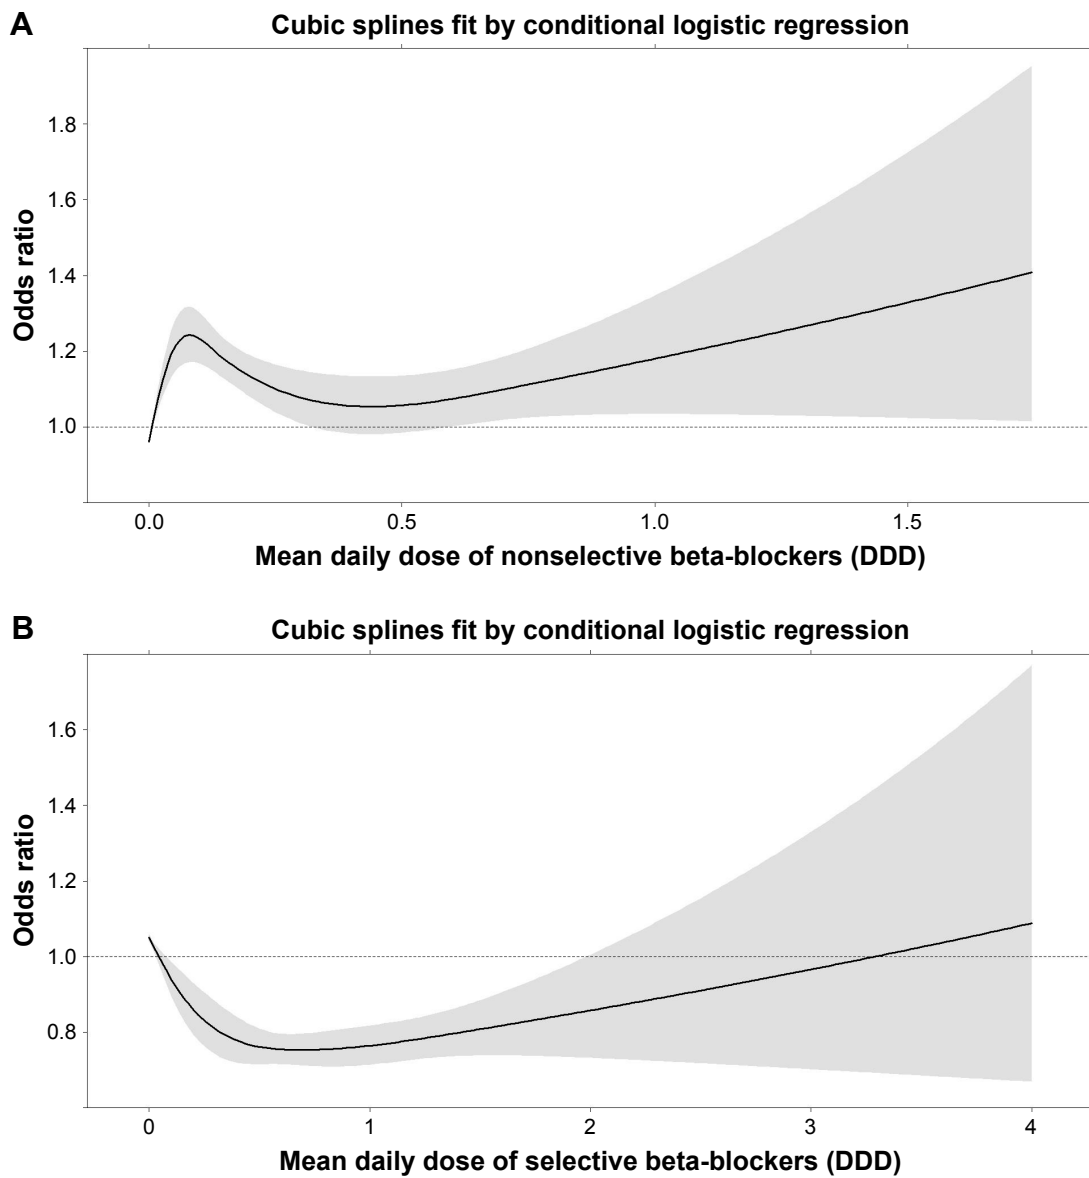 A
Cubic splines fit by conditional logistic regression
Odds ratio
1.8
1.6
1.4
1.2
1.0
0.0 0.5 1.0 1.5
Mean daily dose of nonselective beta-blockers (DDD)
B
Cubic splines fit by conditional logistic regression
Odds ratio
1.6
1.4
1.2
1.0
0.8
0 1 2 3 4
Mean daily dose of selective beta-blockers (DDD)